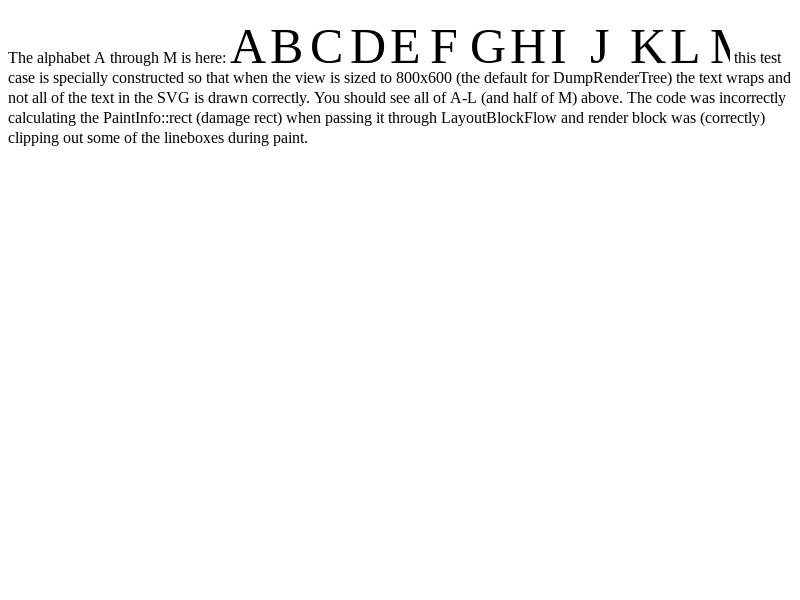 The alphabet A through M is here: A B C D E F G H I J K L M this test
case is specially constructed so that when the view is sized to 800x600 (the default for DumpRenderTree) the text wraps and
not all of the text in the SVG is drawn correctly. You should see all of A-L (and half of M) above. The code was incorrectly
calculating the PaintInfo::rect (damage rect) when passing it through LayoutBlockFlow and render block was (correctly)
clipping out some of the lineboxes during paint.